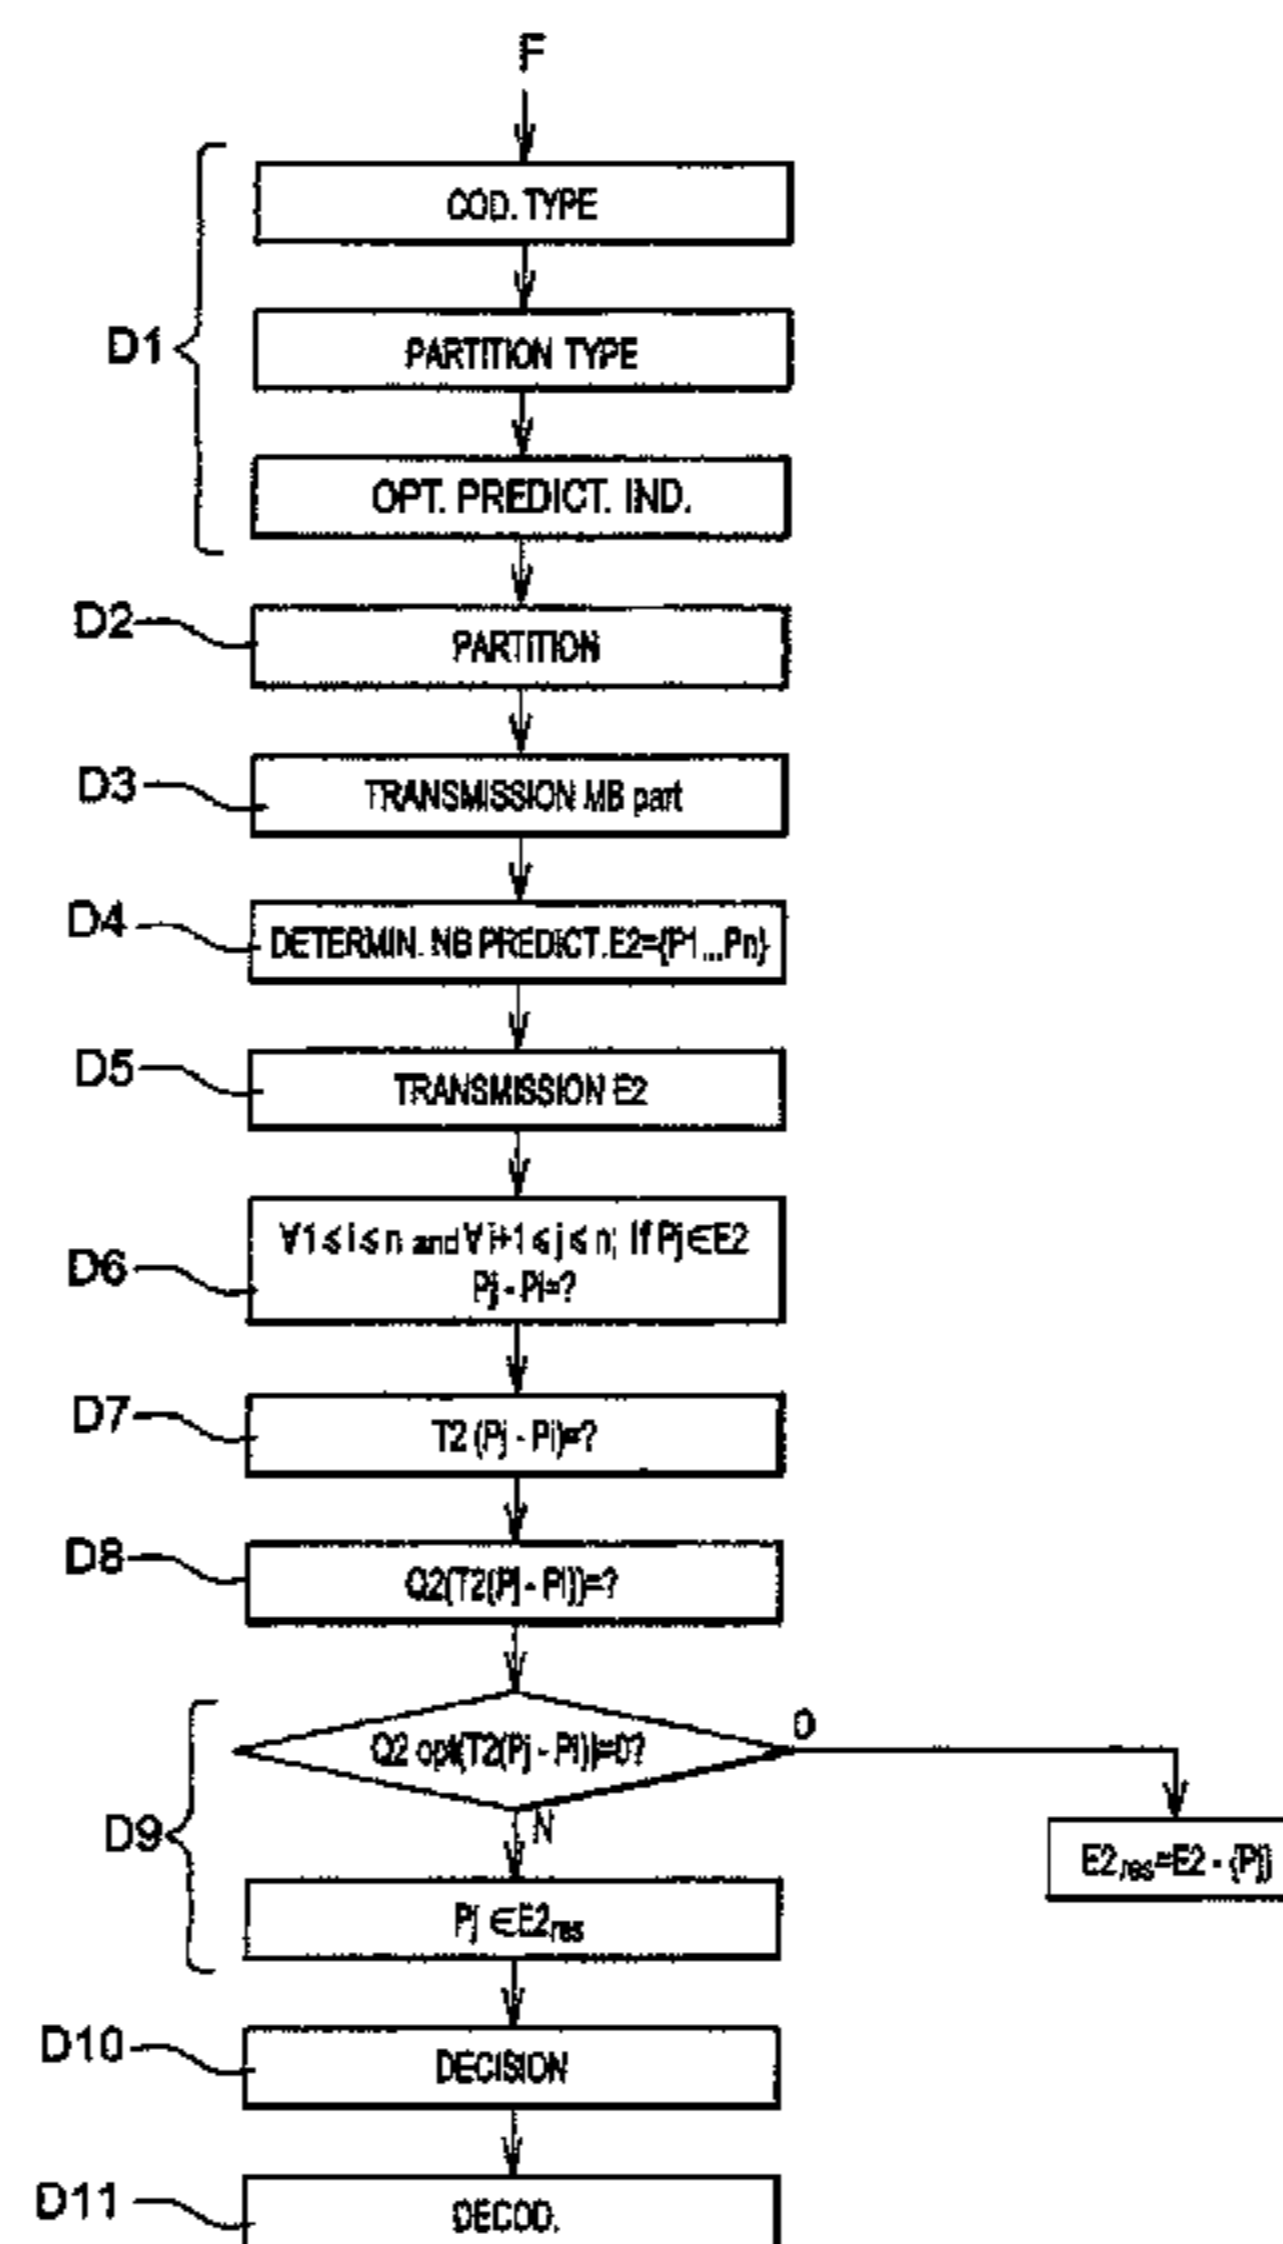 F
COD. TYPE
D1
PARTITION TYPE
OPT. PREDICT. IND.
D2
PARTITION
D3
TRANSMISSION MB part
D4
DETERMIN. NB PREDICT.E2={P1...Pn}
D5
TRANSMISSION E2
∀1≤i≤n and ∀i+1≤j≤n; If Pj∈E2
D6
Pj - Pi=?
D7
T2 (Pj - Pi)=?
D8
Q2(T2(Pj - Pi))=?
Q2 opt(T2(Pj - Pi))=0?
O
D9
N
E2res=E2 - {Pj}
Pj ∈E2res
D10
DECISION
D11
DECOD.